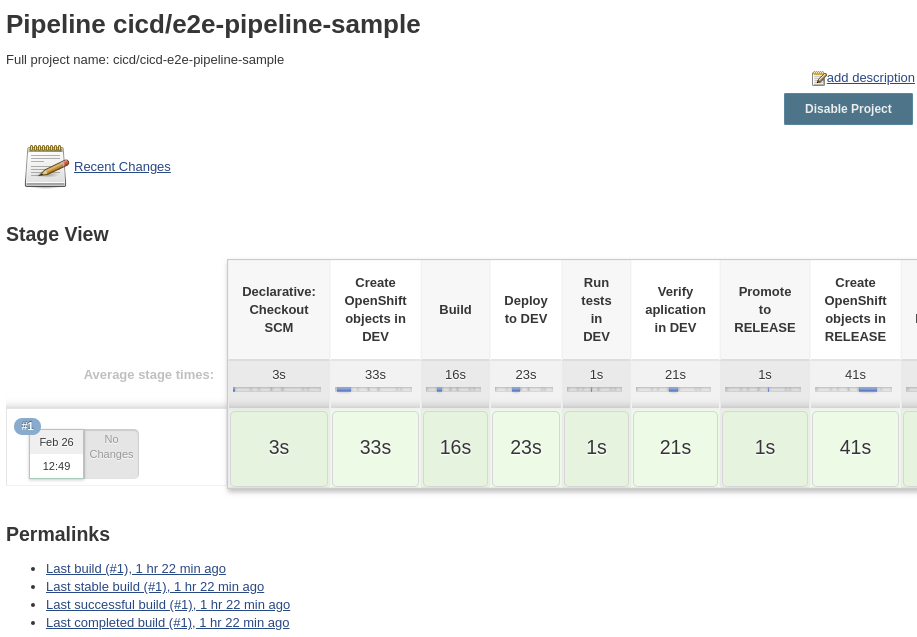 Pipeline cicd/e2e-pipeline-sample
Full project name: cicd/cicd-e2e-pipeline-sample
add description
Disable Project
Recent Changes
Stage View
Declarative: Checkout SCM
Create OpenShift objects in DEV
Build
Deploy to DEV
Run tests in DEV
Verify aplication in DEV
Promote to RELEASE
Create OpenShift objects in RELEASE
Average stage times:
3s 33s 16s 23s 1s 21s 1s 41s
#1
Feb 26
12:49
No Changes
3s 33s 16s 23s 1s 21s 1s 41s
Permalinks
Last build (#1), 1 hr 22 min ago
Last stable build (#1), 1 hr 22 min ago
Last successful build (#1), 1 hr 22 min ago
Last completed build (#1), 1 hr 22 min ago